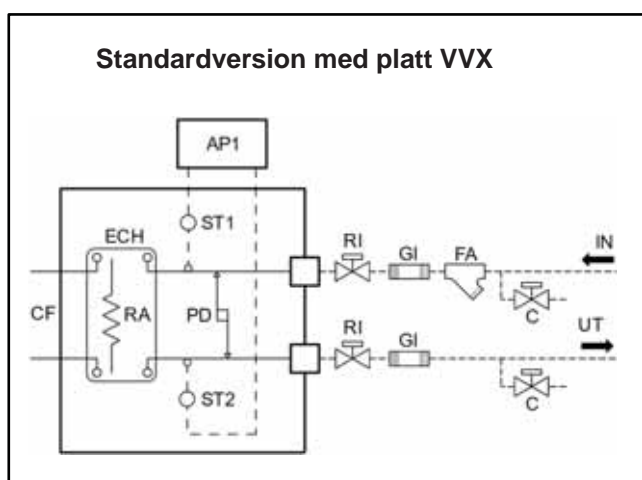 Standardversion med platt VVX
AP1
ST1
ECH
RI
GI
FA
IN
CF
RA
PD
C
RI
GI
UT
ST2
C